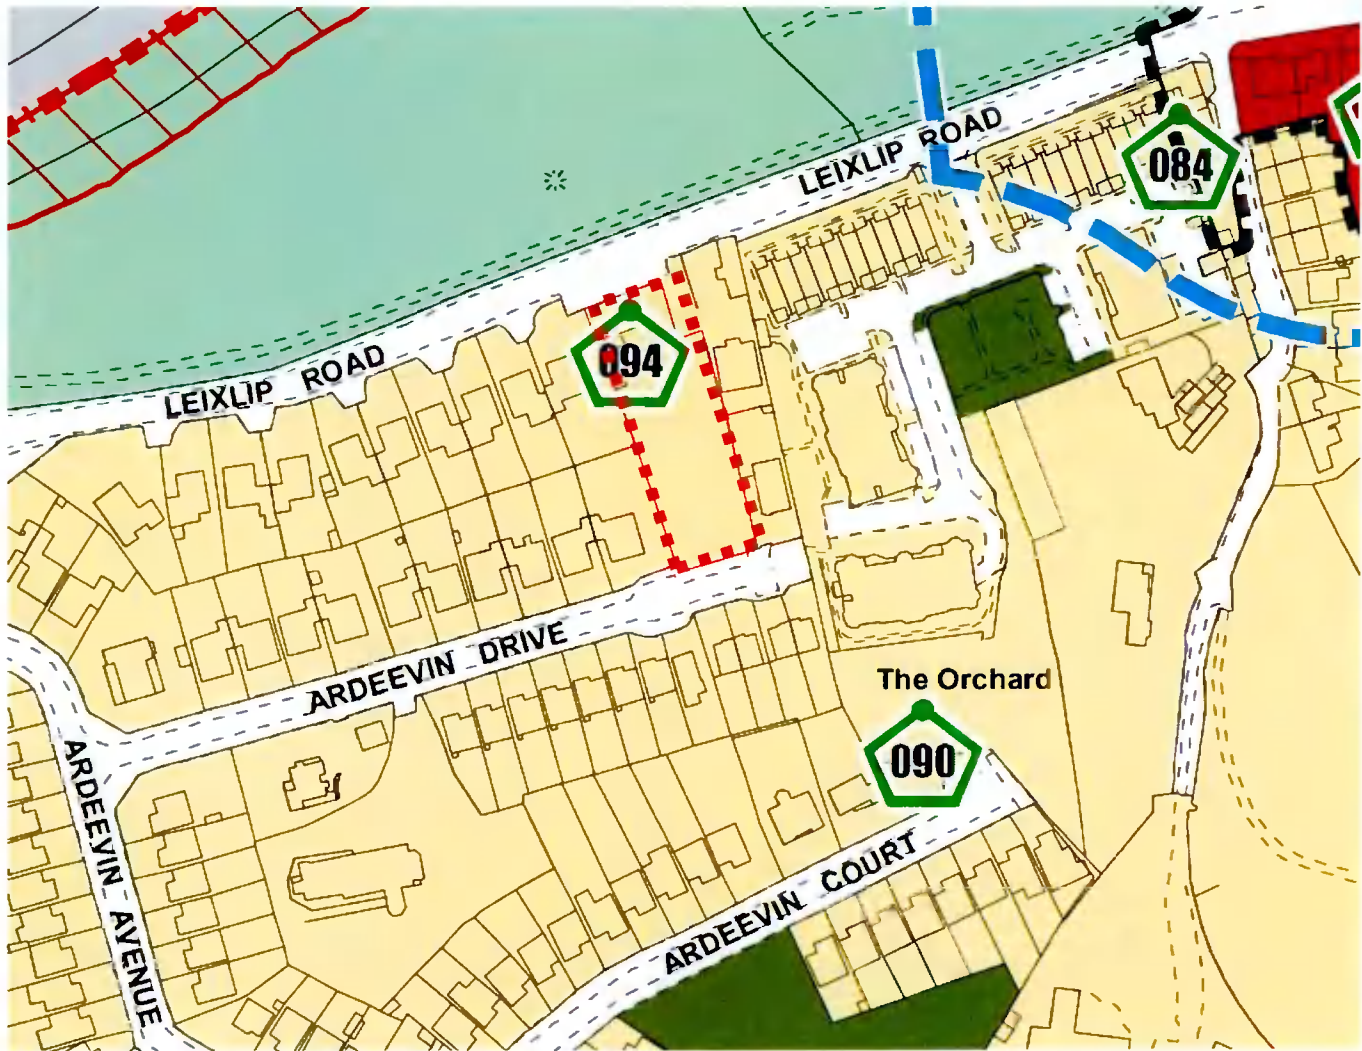 LEIXLIP ROAD
084
094
LEIXLIP ROAD
ARDEEVIN DRIVE
The Orchard
090
ARDEEVIN AVENUE
ARDEEVIN COURT